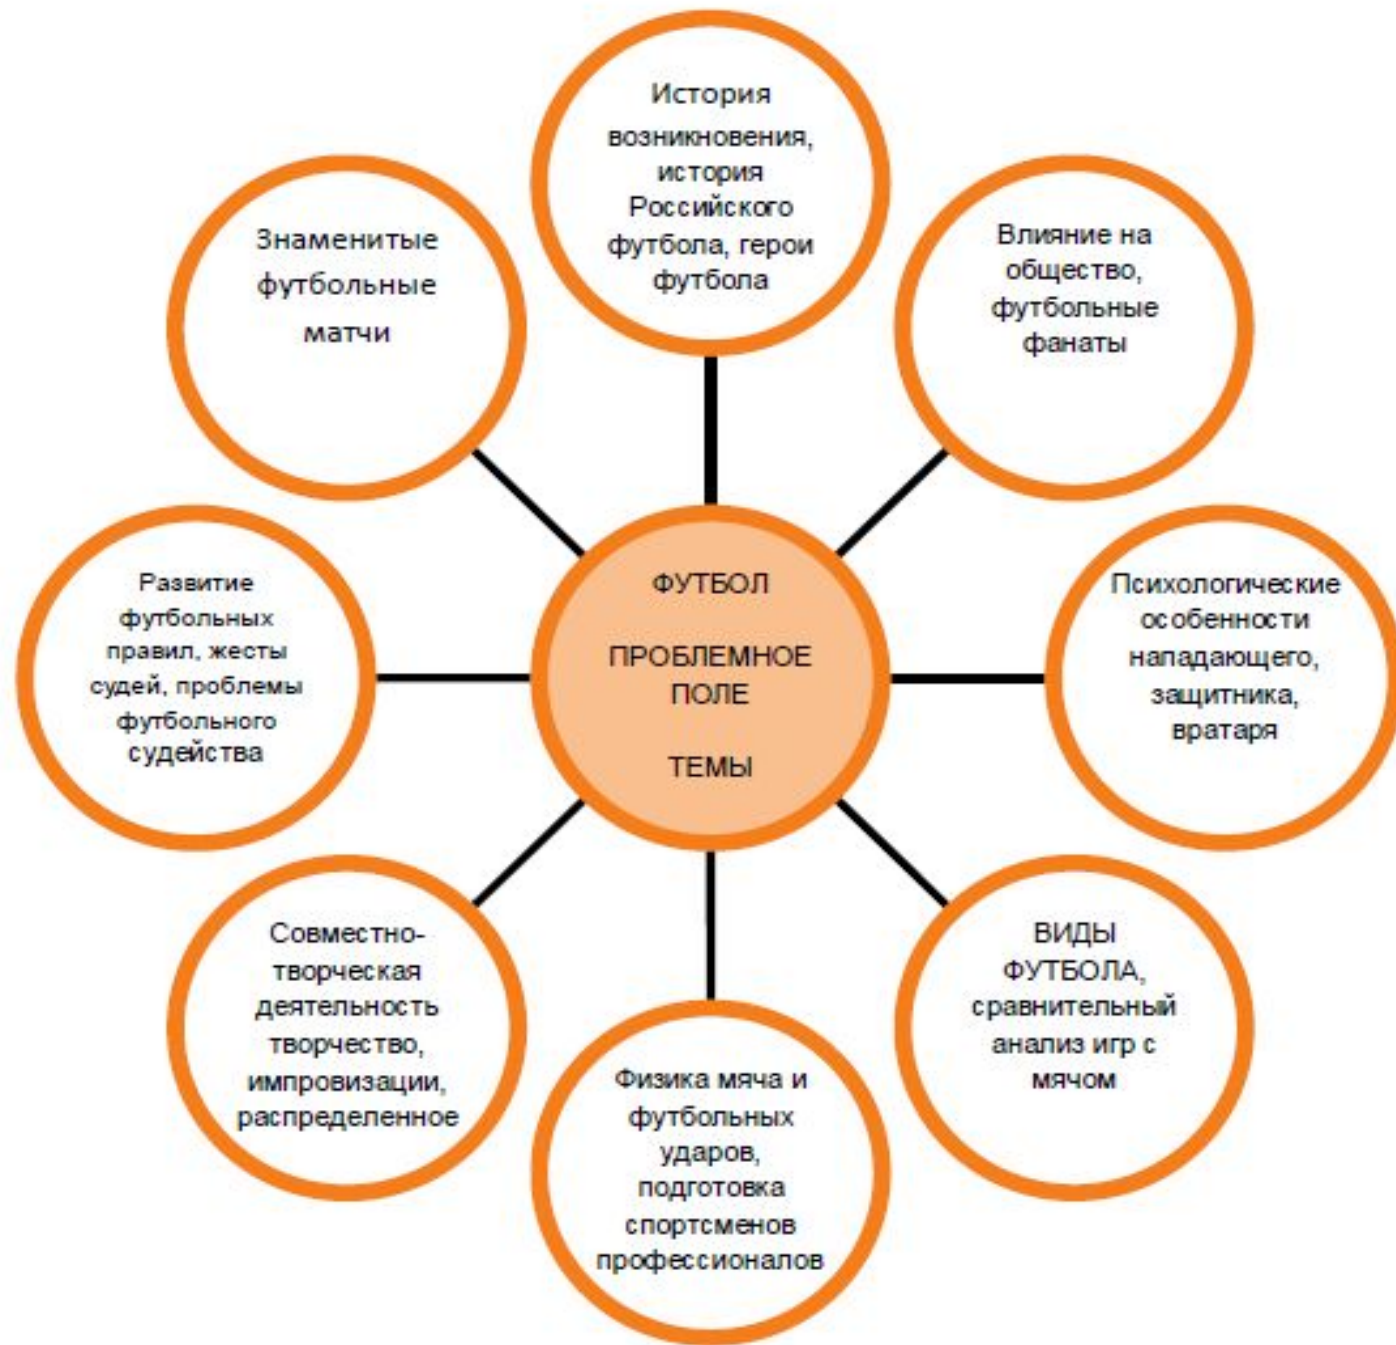 История
возникновения,
история
Российского
футбола, герои
футбола
Знаменитые
футбольные
матчи
Влияние на
общество,
футбольные
фанаты
Развитие
футбольных
правил, жесты
судей, проблемы
футбольного
судейства
ФУТБОЛ
ПРОБЛЕМНОЕ
ПОЛЕ
ТЕМЫ
Психологические
особенности
нападающего,
защитника,
вратаря
Совместно-
творческая
деятельность
творчество,
импровизации,
распределенное
Физика мяча и
футбольных
ударов,
подготовка
спортсменов
профессионалов
ВИДЫ
ФУТБОЛА,
сравнительный
анализ игр с
мячом